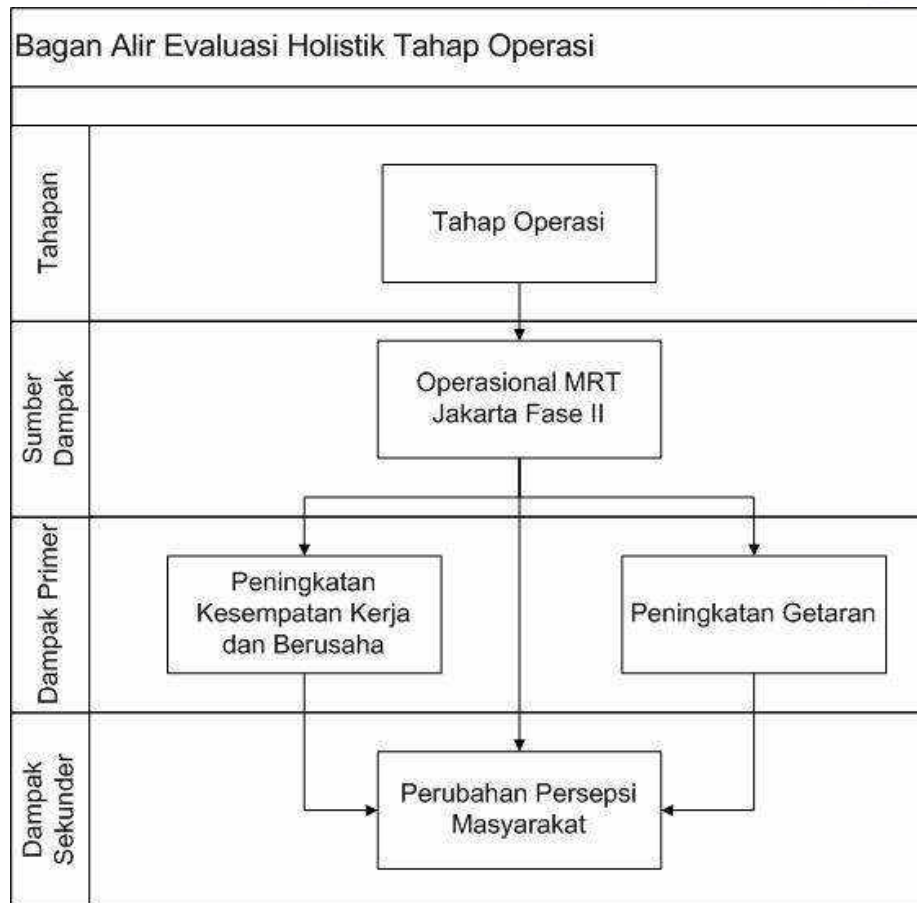 Bagan Alir Evaluasi Holistik Tahap Operasi
Tahapan
Tahap Operasi
Sumber
Dampak
Operasional MRT
Jakarta Fase II
Dampak Primer
Peningkatan
Kesempatan Kerja
dan Berusaha
Peningkatan Getaran
Dampak
Sekunder
Perubahan Persepsi
Masyarakat